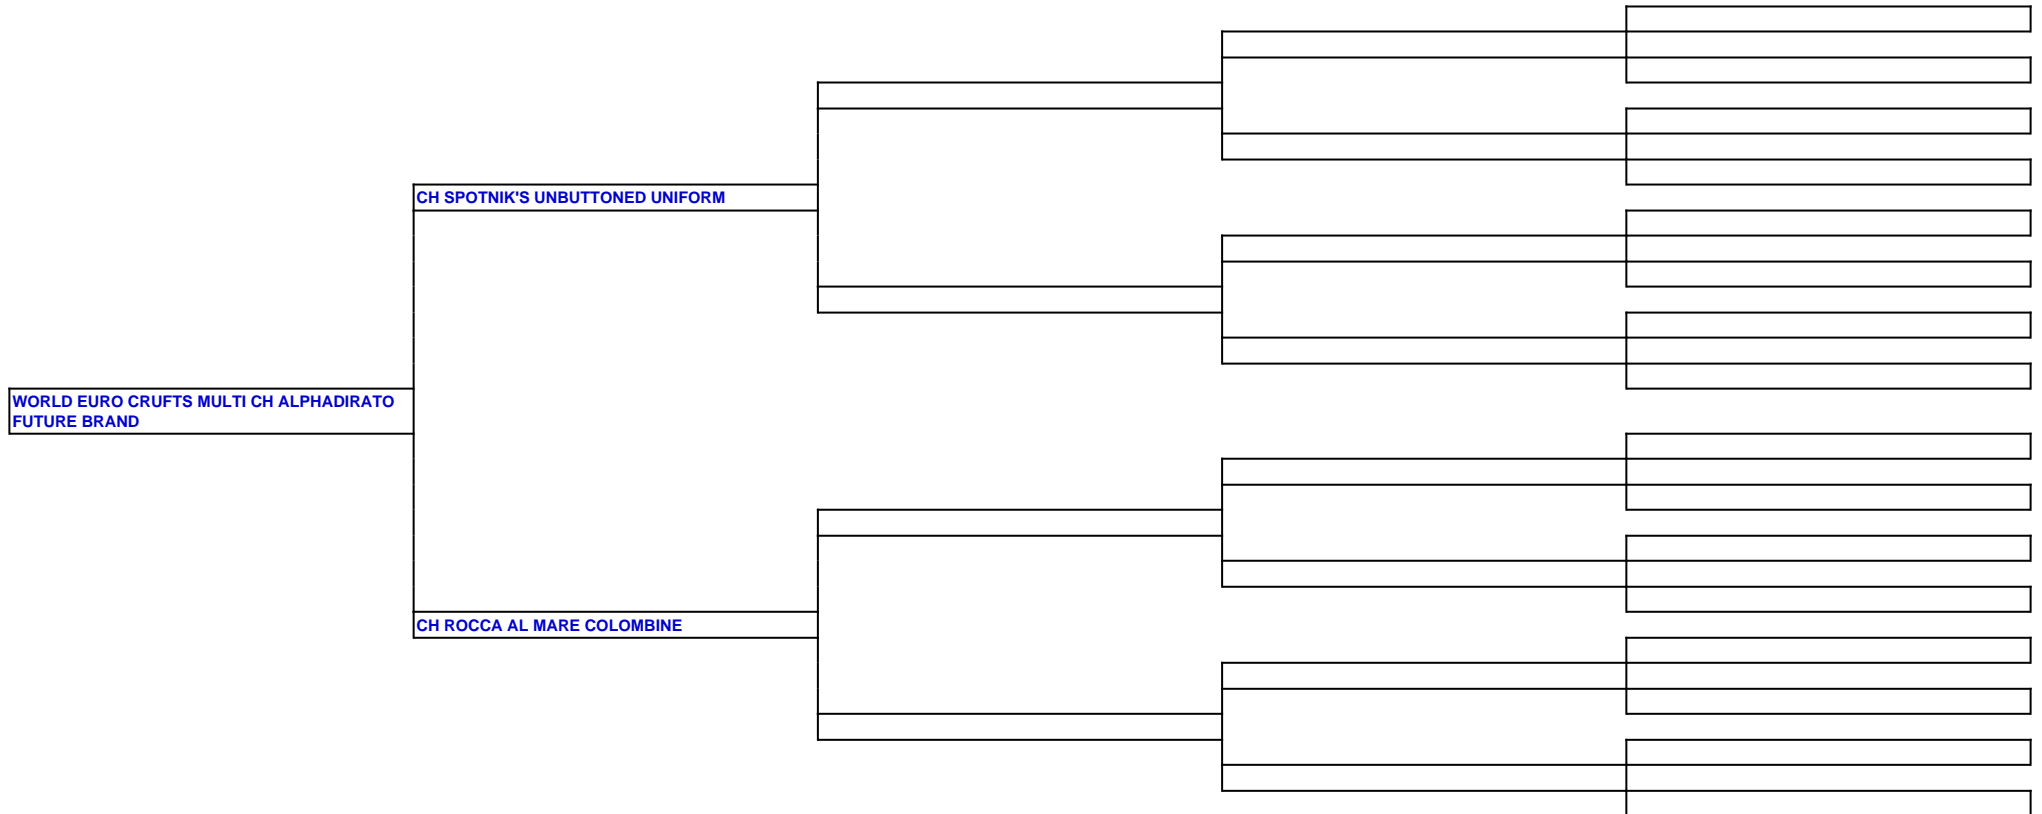 CH SPOTNIK'S UNBUTTONED UNIFORM
WORLD EURO CRUFTS MULTI CH ALPHADIRATO
FUTURE BRAND
CH ROCCA AL MARE COLOMBINE